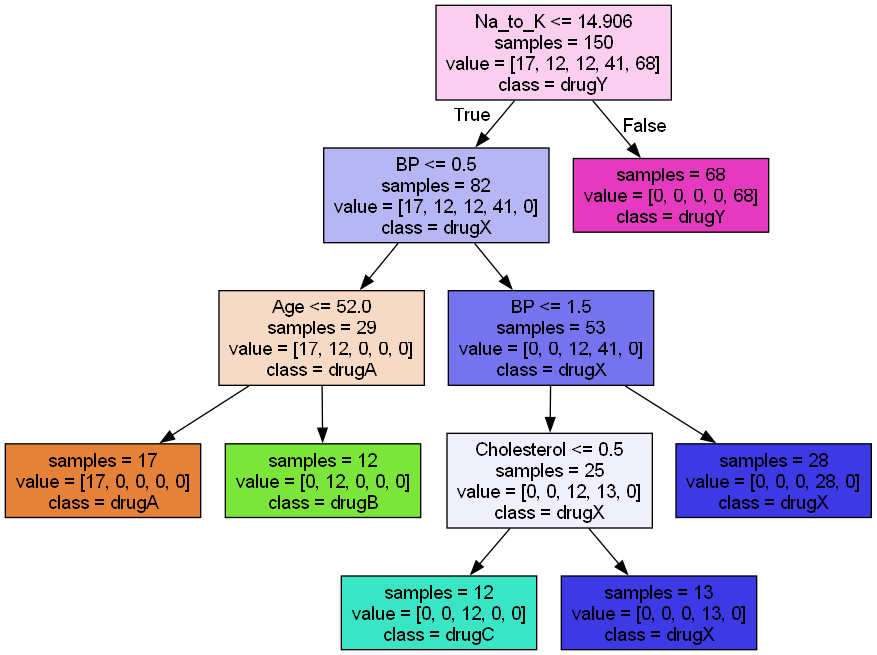 Na_to_K <= 14.906
samples = 150
value = [17, 12, 12, 41, 68]
class = drugY
True
False
BP <= 0.5
samples = 82
value = [17, 12, 12, 41, 0]
class = drugX
samples = 68
value = [0, 0, 0, 0, 68]
class = drugY
Age <= 52.0
samples = 29
value = [17, 12, 0, 0, 0]
class = drugA
BP <= 1.5
samples = 53
value = [0, 0, 12, 41, 0]
class = drugX
samples = 17
value = [17, 0, 0, 0, 0]
class = drugA
samples = 12
value = [0, 12, 0, 0, 0]
class = drugB
Cholesterol <= 0.5
samples = 25
value = [0, 0, 12, 13, 0]
class = drugX
samples = 28
value = [0, 0, 0, 28, 0]
class = drugX
samples = 12
value = [0, 0, 12, 0, 0]
class = drugC
samples = 13
value = [0, 0, 0, 13, 0]
class = drugX